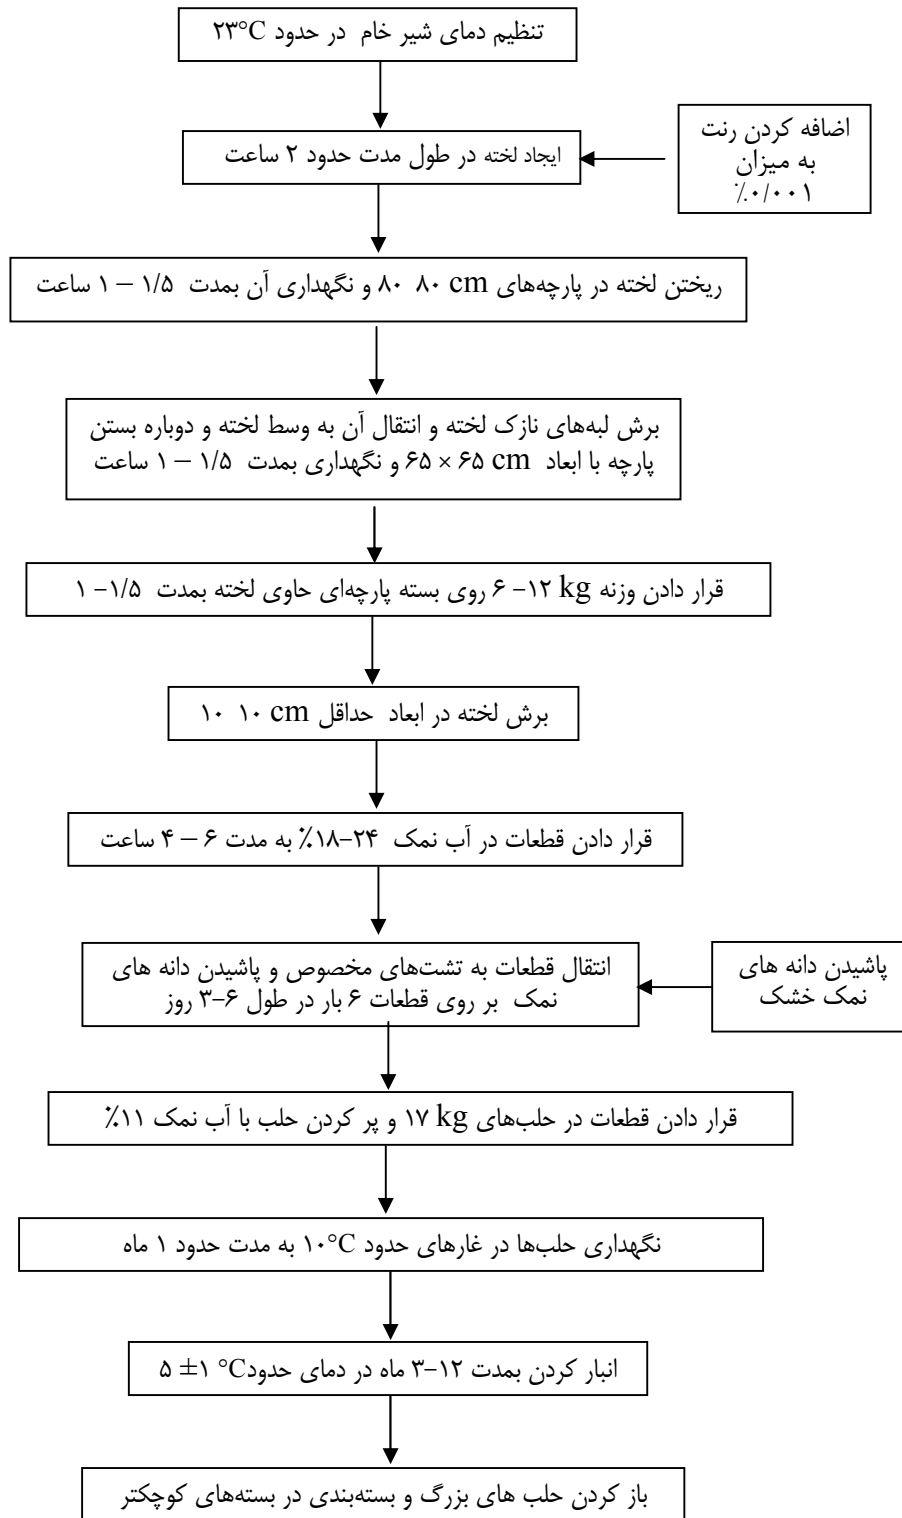 تنظیم دمای شیر خام در حدود ۲۳°C
اضافه کردن رنت
به میزان
۰/۰۰۱٪
ایجاد لخته در طول مدت حدود ۲ ساعت
ریختن لخته در پارچه‌های ۸۰ ۸۰ cm و نگهداری آن بمدت ۱/۵ – ۱ ساعت
برش لبه‌های نازک لخته و انتقال آن به وسط لخته و دوباره بستن
پارچه با ابعاد ۶۵ × ۶۵ cm و نگهداری بمدت ۱/۵ – ۱ ساعت
قرار دادن وزنه ۶ –۱۲ kg روی بسته پارچه‌ای حاوی لخته بمدت ۱/۵– ۱
برش لخته در ابعاد حداقل ۱۰ ۱۰ cm
قرار دادن قطعات در آب نمک ۲۴–۱۸٪ به مدت ۶ – ۴ ساعت
پاشیدن دانه های
نمک خشک
انتقال قطعات به تشت‌های مخصوص و پاشیدن دانه های
نمک بر روی قطعات ۶ بار در طول ۶–۳ روز
قرار دادن قطعات در حلب‌های ۱۷ kg و پر کردن حلب با آب نمک ۱۱٪
نگهداری حلب‌ها در غارهای حدود ۱۰°C به مدت حدود ۱ ماه
انبار کردن بمدت ۱۲–۳ ماه در دمای حدود ۵ ±۱ °C
باز کردن حلب های بزرگ و بسته‌بندی در بسته‌های کوچکتر